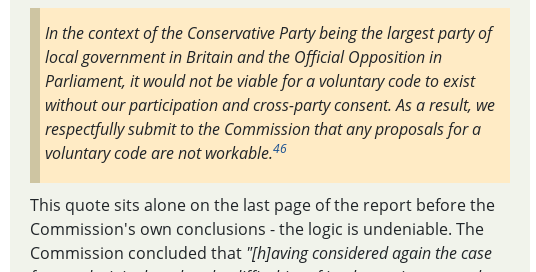 In the context of the Conservative Party being the largest party of
local government in Britain and the Official Opposition in
Parliament, it would not be viable for a voluntary code to exist
without our participation and cross-party consent. As a result, we
respectfully submit to the Commission that any proposals for a
voluntary code are not workable.46
This quote sits alone on the last page of the report before the
Commission's own conclusions - the logic is undeniable. The
Commission concluded that "[h]aving considered again the case